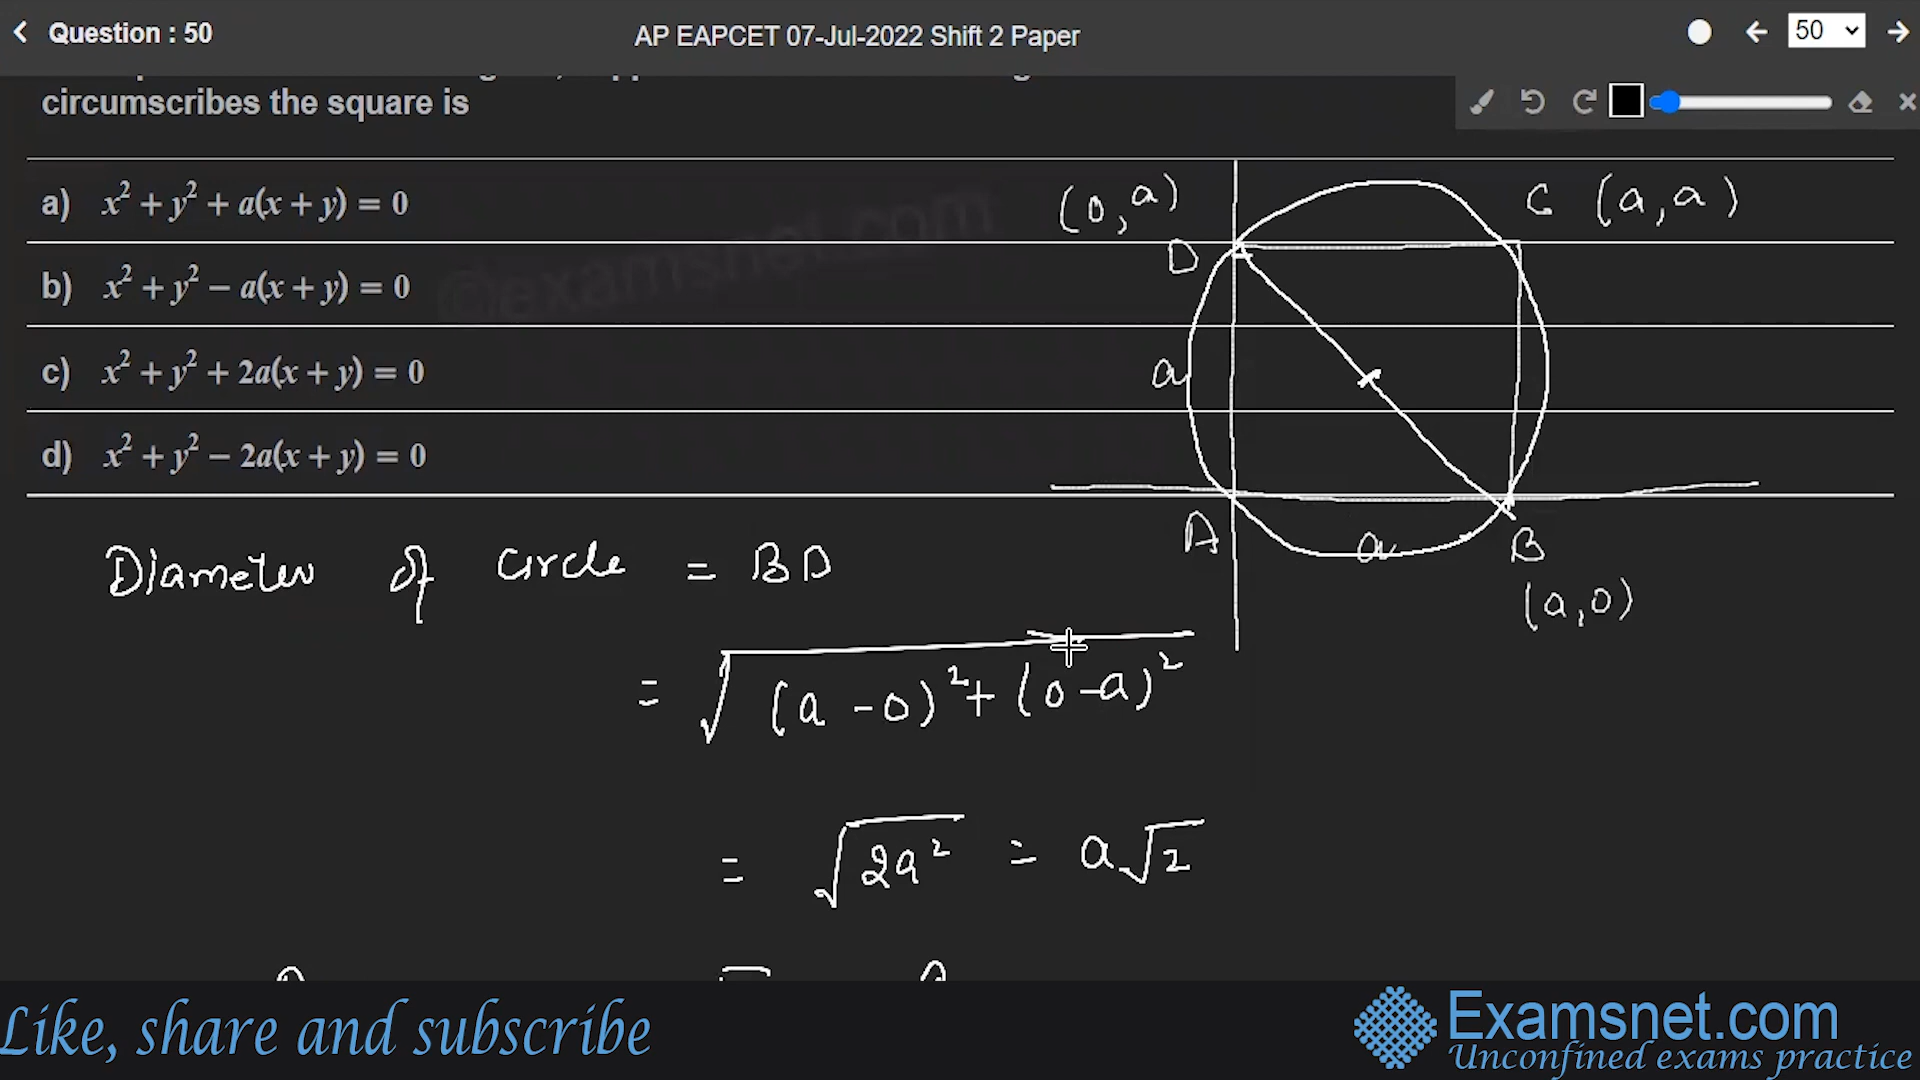 Question : 50
AP EAPCET 07-Jul-2022 Shift 2 Paper
50
circumscribes the square is
a) x² + y² + a(x + y) = 0
b) x² + y² − a(x + y) = 0
c) x² + y² + 2a(x + y) = 0
d) x² + y² − 2a(x + y) = 0
©examsnet.com
(0, a)
C (a, a)
D
a
A
a
B
(a, 0)
Diameter of circle = BD
= √((a − 0)² + (0 − a)²)
= √(2a²) = a√2
Like, share and subscribe
Examsnet.com
Unconfined exams practice